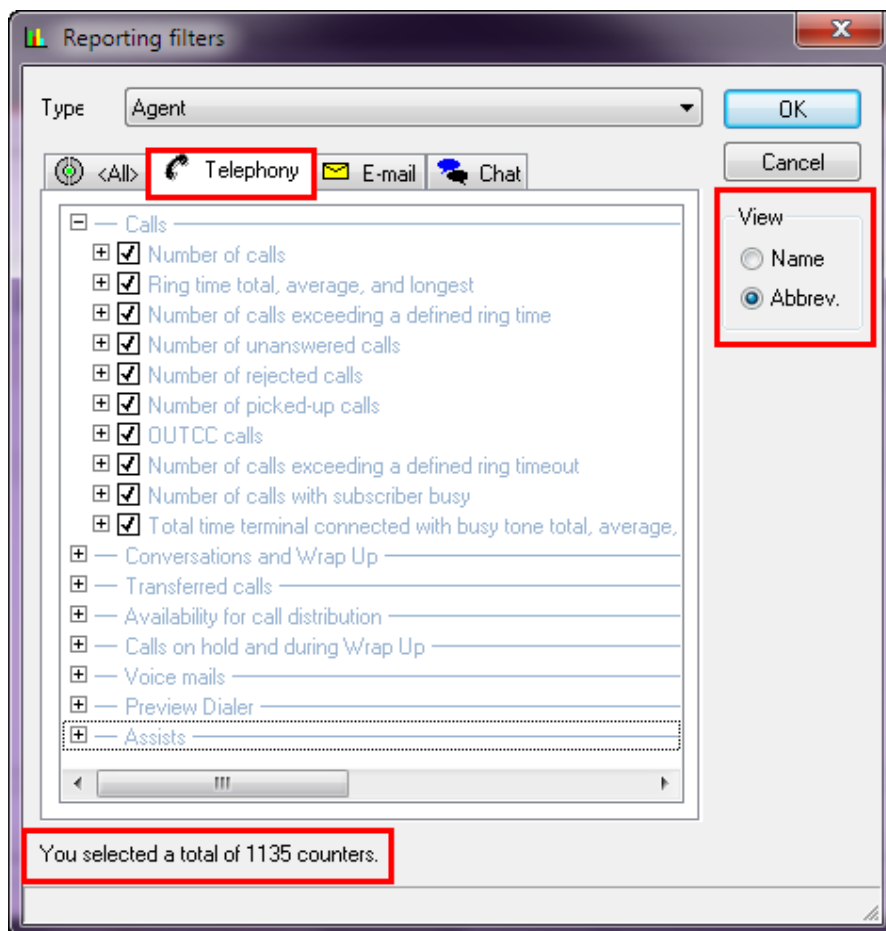 Reporting filters
Type Agent
OK
<All> Telephony E-mail Chat
Cancel
Calls
Number of calls
Ring time total, average, and longest
Number of calls exceeding a defined ring time
Number of unanswered calls
Number of rejected calls
Number of picked-up calls
OUTCC calls
Number of calls exceeding a defined ring timeout
Number of calls with subscriber busy
Total time terminal connected with busy tone total, average,
Conversations and Wrap Up
Transferred calls
Availability for call distribution
Calls on hold and during Wrap Up
Voice mails
Preview Dialer
Assists
View
Name
Abbrev.
You selected a total of 1135 counters.